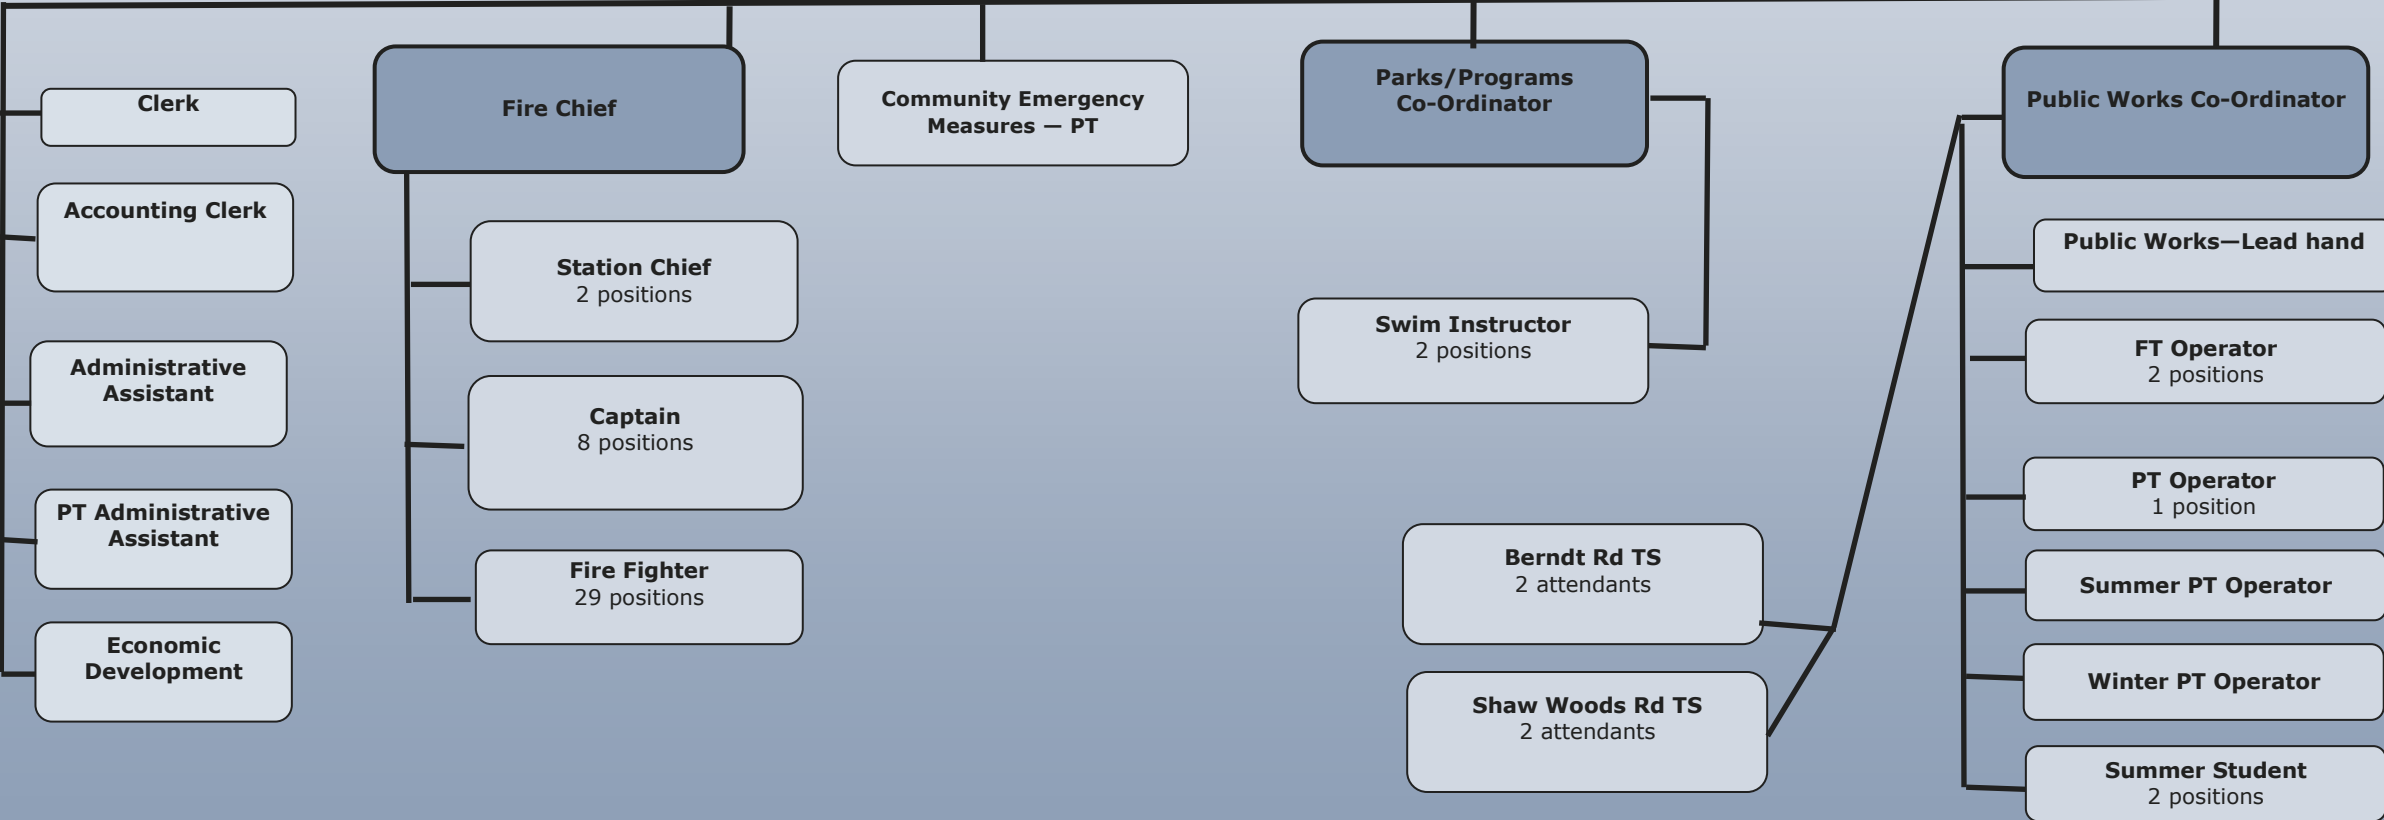 Clerk
Accounting Clerk
Administrative
Assistant
PT Administrative
Assistant
Economic
Development
Fire Chief
Station Chief
2 positions
Captain
8 positions
Fire Fighter
29 positions
Community Emergency
Measures — PT
Parks/Programs
Co-Ordinator
Swim Instructor
2 positions
Berndt Rd TS
2 attendants
Shaw Woods Rd TS
2 attendants
Public Works Co-Ordinator
Public Works—Lead hand
FT Operator
2 positions
PT Operator
1 position
Summer PT Operator
Winter PT Operator
Summer Student
2 positions